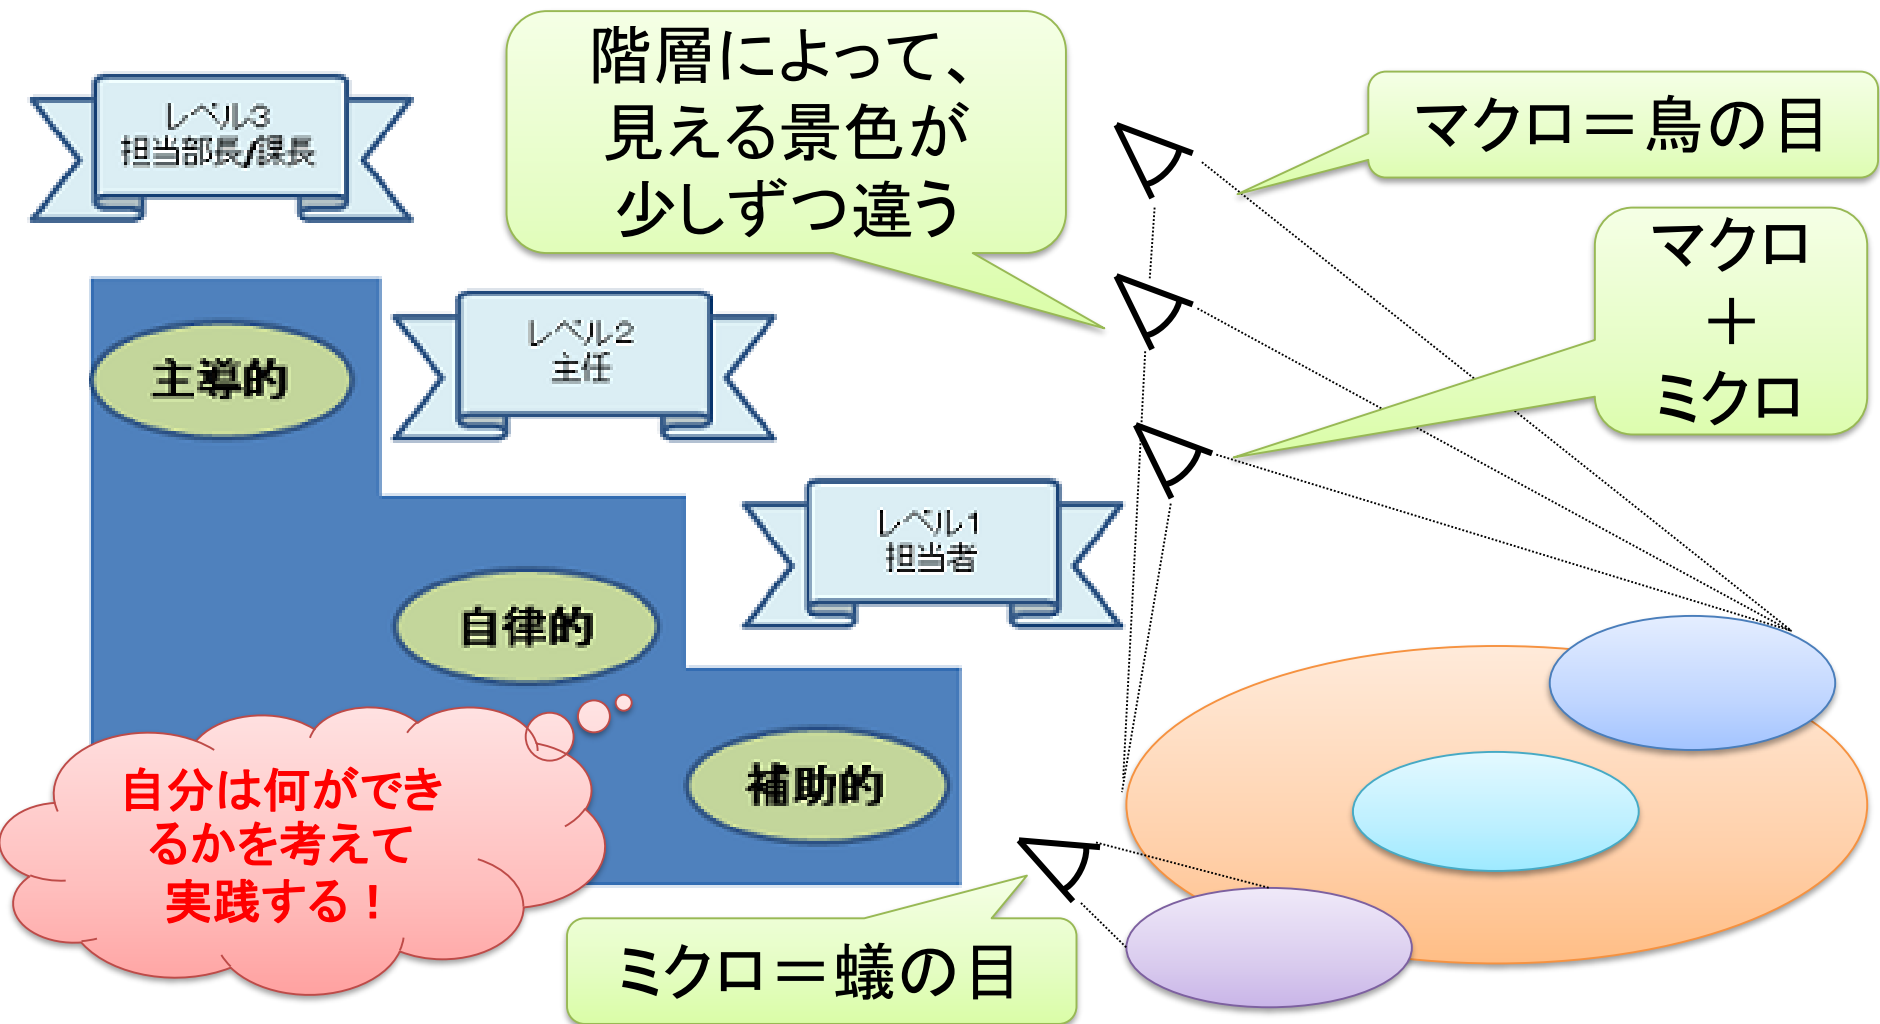 階層によって、
見える景色が
少しずつ違う
マクロ＝鳥の目
レベル3
担当部長/課長
マクロ
＋
ミクロ
レベル2
主任
主導的
レベル1
担当者
自律的
補助的
自分は何ができ
るかを考えて
実践する！
ミクロ＝蟻の目